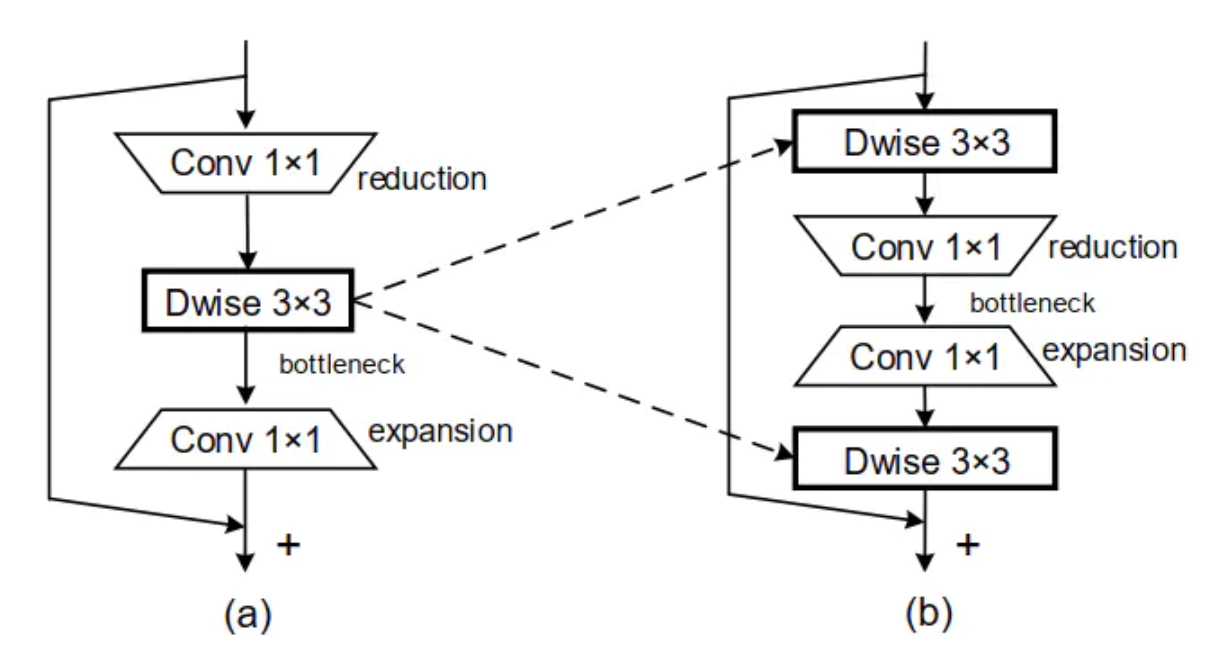 Conv 1×1
reduction
Dwise 3×3
bottleneck
Conv 1×1
expansion
+
(a)
Dwise 3×3
Conv 1×1
reduction
bottleneck
Conv 1×1
expansion
Dwise 3×3
+
(b)